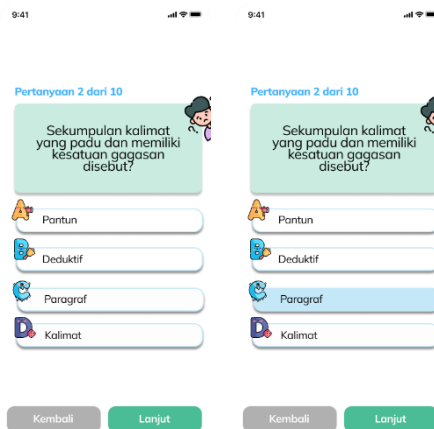 9:41
Pertanyaan 2 dari 10
Sekumpulan kalimat
yang padu dan memiliki
kesatuan gagasan
disebut?
A
Pantun
B
Deduktif
C
Paragraf
D
Kalimat
Kembali
Lanjut
9:41
Pertanyaan 2 dari 10
Sekumpulan kalimat
yang padu dan memiliki
kesatuan gagasan
disebut?
A
Pantun
B
Deduktif
C
Paragraf
D
Kalimat
Kembali
Lanjut